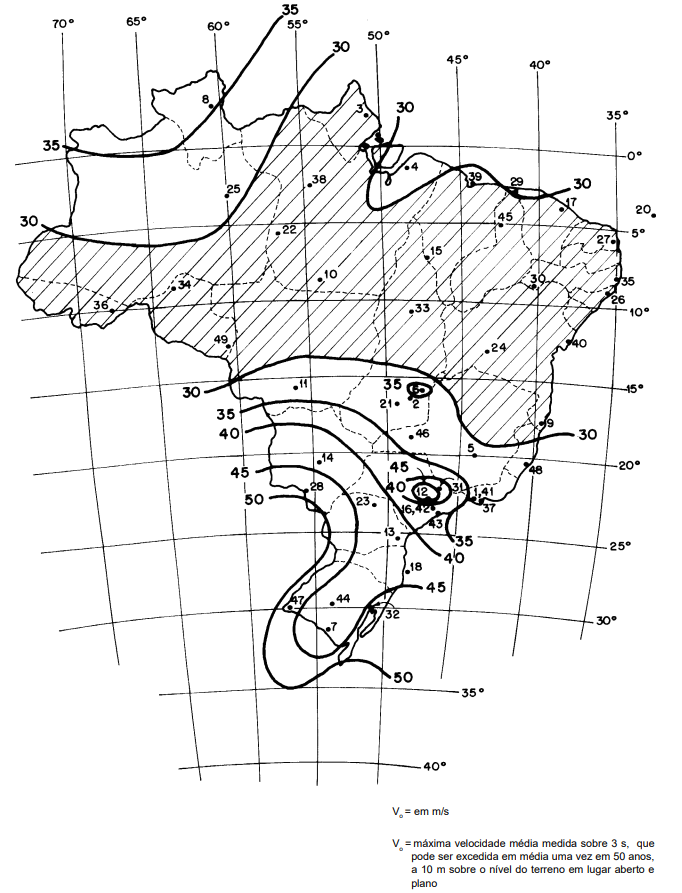 35
70° 65° 60° 55° 50°
30
45° 40°
8 3 30 35°
35 0°
4
38 39 29 30
25 17
20
30 22 45 5°
27
15
34 10 30 35
26
36 33 10°
49 24 40
11 35 6 15°
30 21 2
35 9
40 46 30
5
45 14 45 48 20°
50 28 40 12 31 1,41
23 16,42 37
43
13 35
40 25°
18
45
47 44
32
7 30°
50
35°
40°
Vo = em m/s
Vo = máxima velocidade média medida sobre 3 s, que
pode ser excedida em média uma vez em 50 anos,
a 10 m sobre o nível do terreno em lugar aberto e
plano